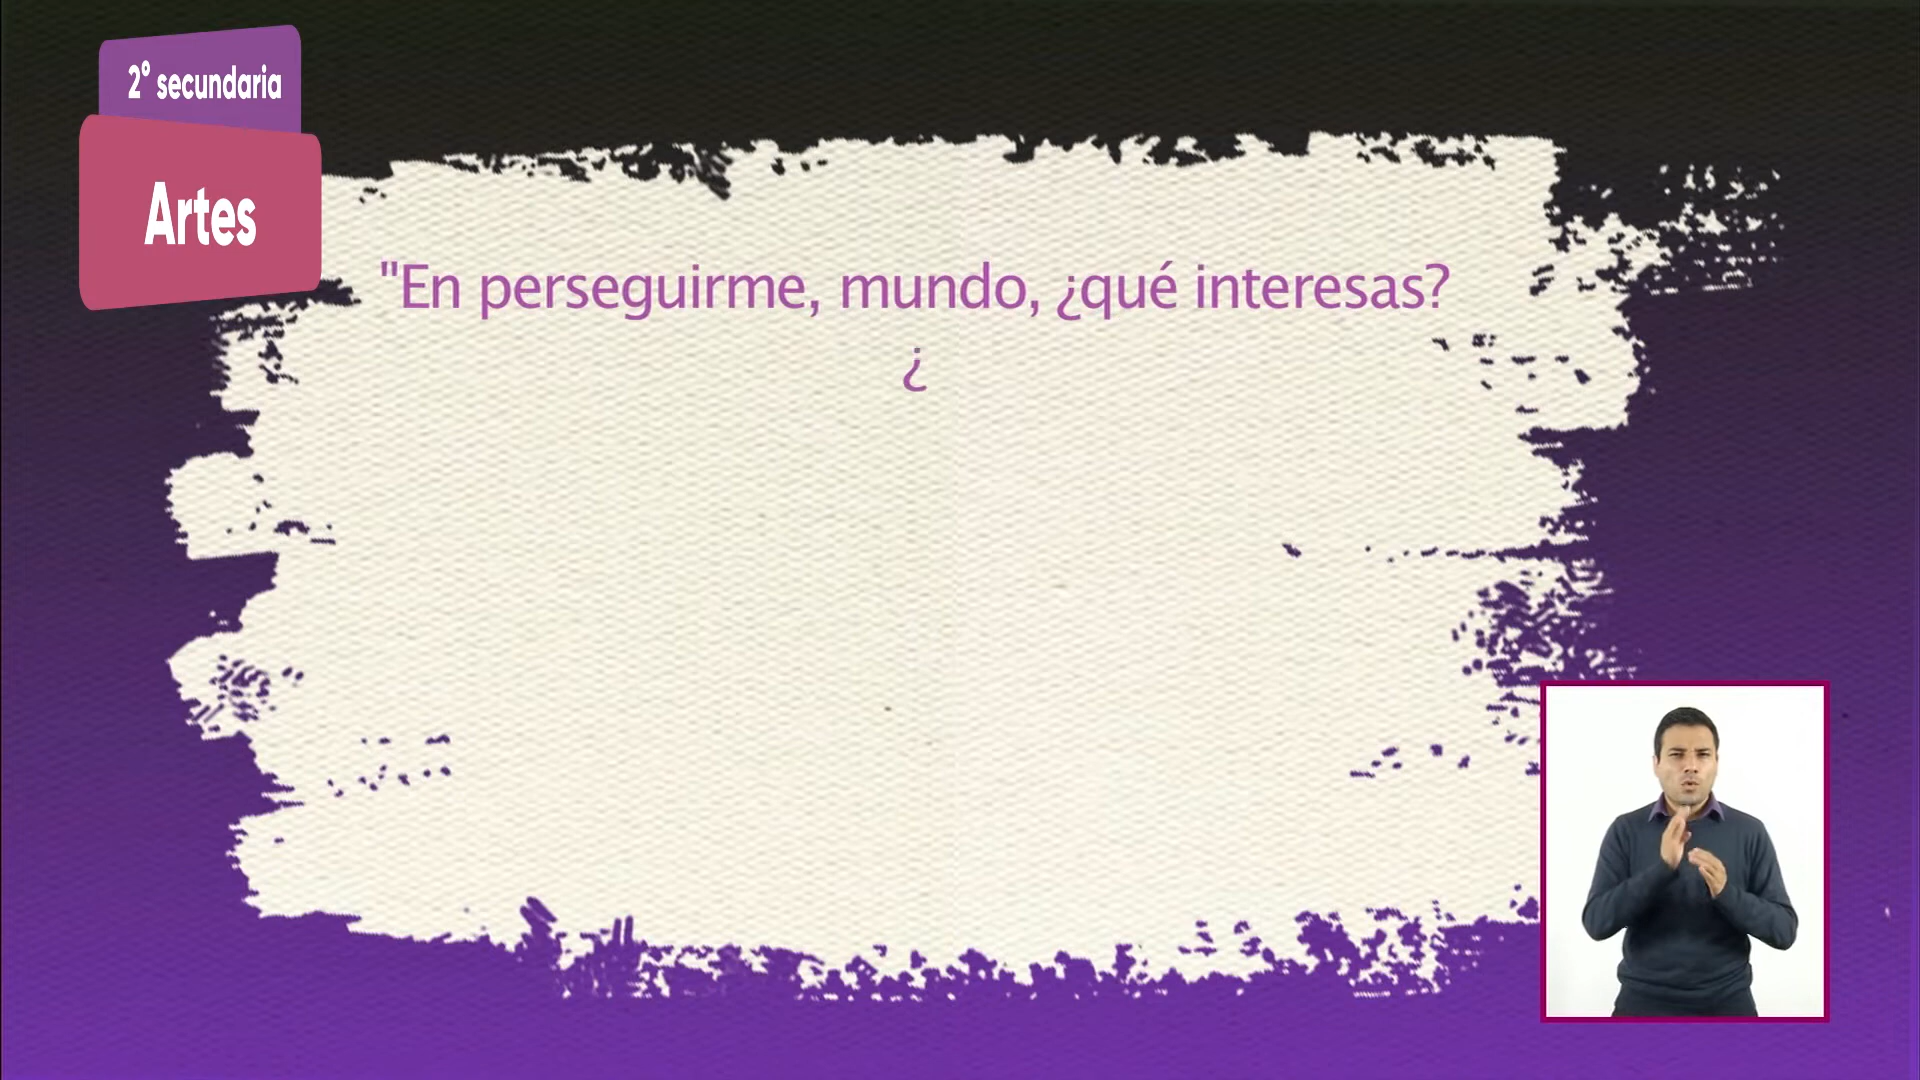 2° secundaria
Artes
"En perseguirme, mundo, ¿qué interesas?
¿